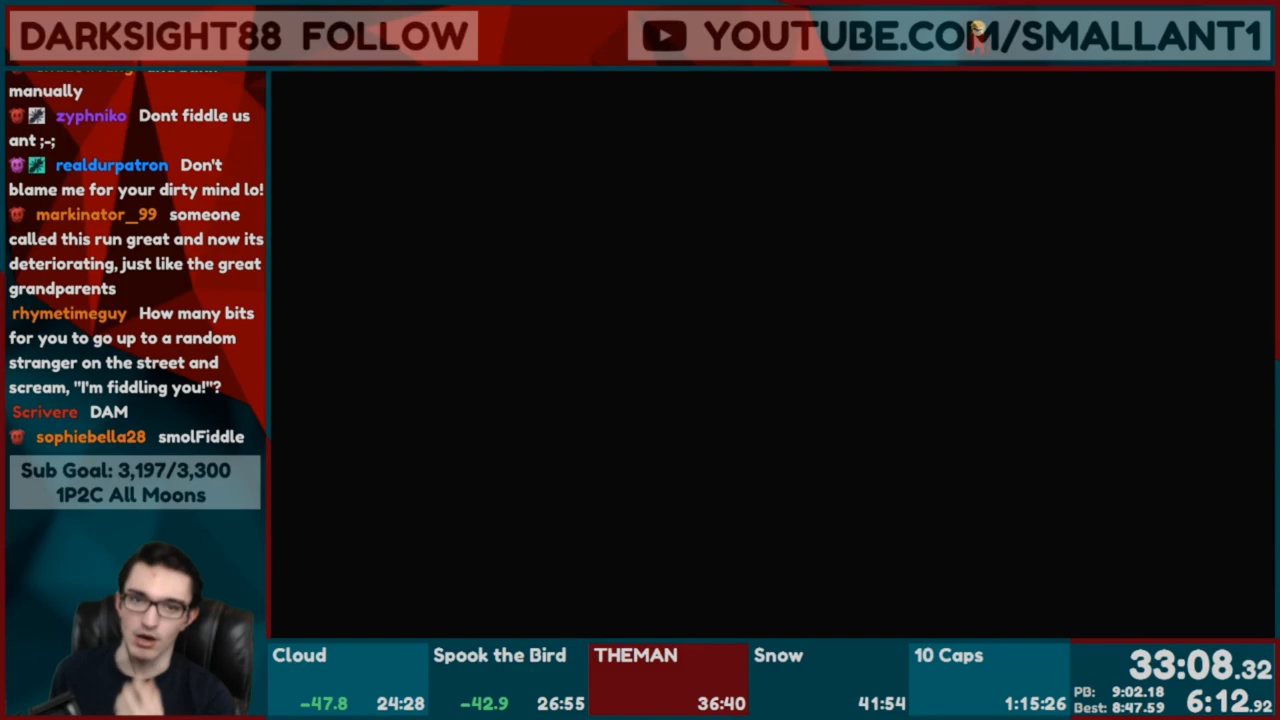 DARKSIGHT88 FOLLOW
YOUTUBE.COM/SMALLANT1
manually
zyphniko Dont fiddle us
ant ;-;
realdurpatron Don't
blame me for your dirty mind lo!
markinator_99 someone
called this run great and now its
deteriorating, just like the great
grandparents
rhymetimeguy How many bits
for you to go up to a random
stranger on the street and
scream, "I'm fiddling you!"?
Scrivere DAM
sophiebella28 smolFiddle
Sub Goal: 3,197/3,300
1P2C All Moons
Cloud
-47.8 24:28
Spook the Bird
-42.9 26:55
THEMAN
36:40
Snow
41:54
10 Caps
1:15:26
33:08.32
PB: 9:02.18
Best: 8:47.59
6:12.92